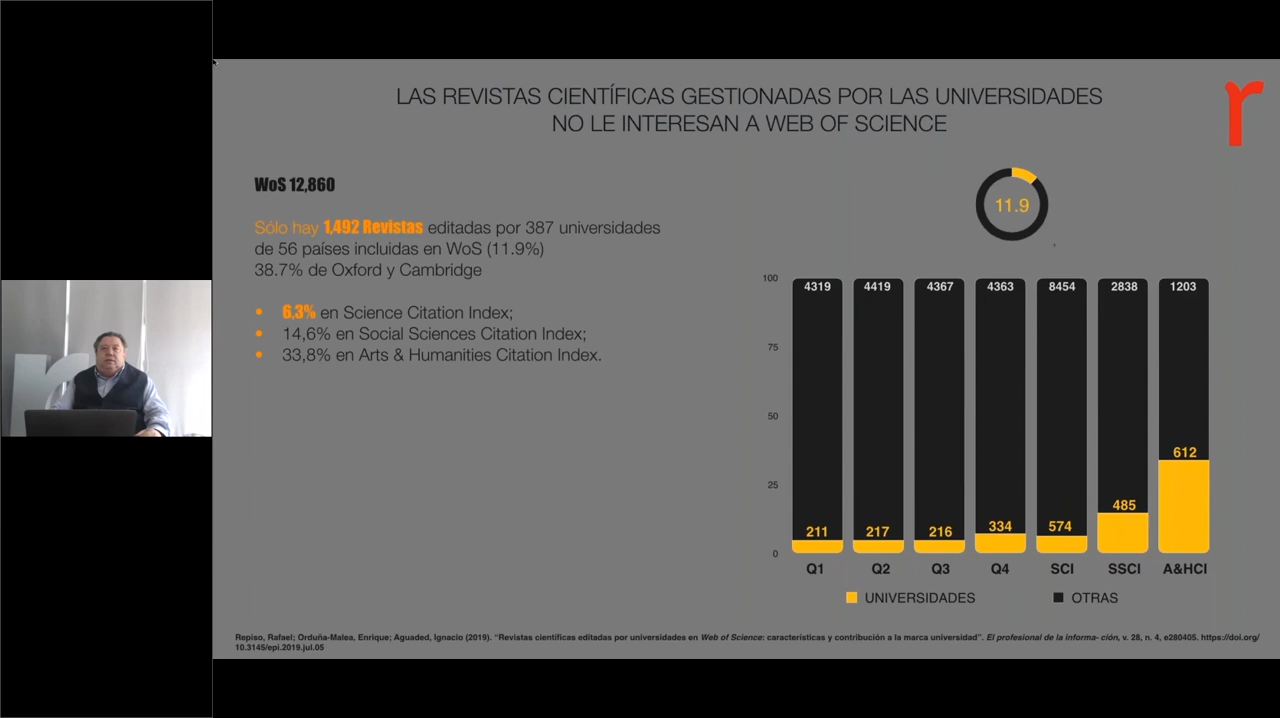 LAS REVISTAS CIENTÍFICAS GESTIONADAS POR LAS UNIVERSIDADES
NO LE INTERESAN A WEB OF SCIENCE
r
WoS 12,860
Sólo hay 1,492 Revistas editadas por 387 universidades
de 56 países incluidas en WoS (11.9%)
38.7% de Oxford y Cambridge
• 6,3% en Science Citation Index;
• 14,6% en Social Sciences Citation Index;
• 33,8% en Arts & Humanities Citation Index.
11.9
100
75
50
25
0
4319 4419 4367 4363 8454 2838 1203
211 217 216 334 574 485 612
Q1 Q2 Q3 Q4 SCI SSCI A&HCI
UNIVERSIDADES OTRAS
Repiso, Rafael; Orduña-Malea, Enrique; Aguaded, Ignacio (2019). “Revistas científicas editadas por universidades en Web of Science: características y contribución a la marca universidad”. El profesional de la informa- ción, v. 28, n. 4, e280405. https://doi.org/
10.3145/epi.2019.jul.05